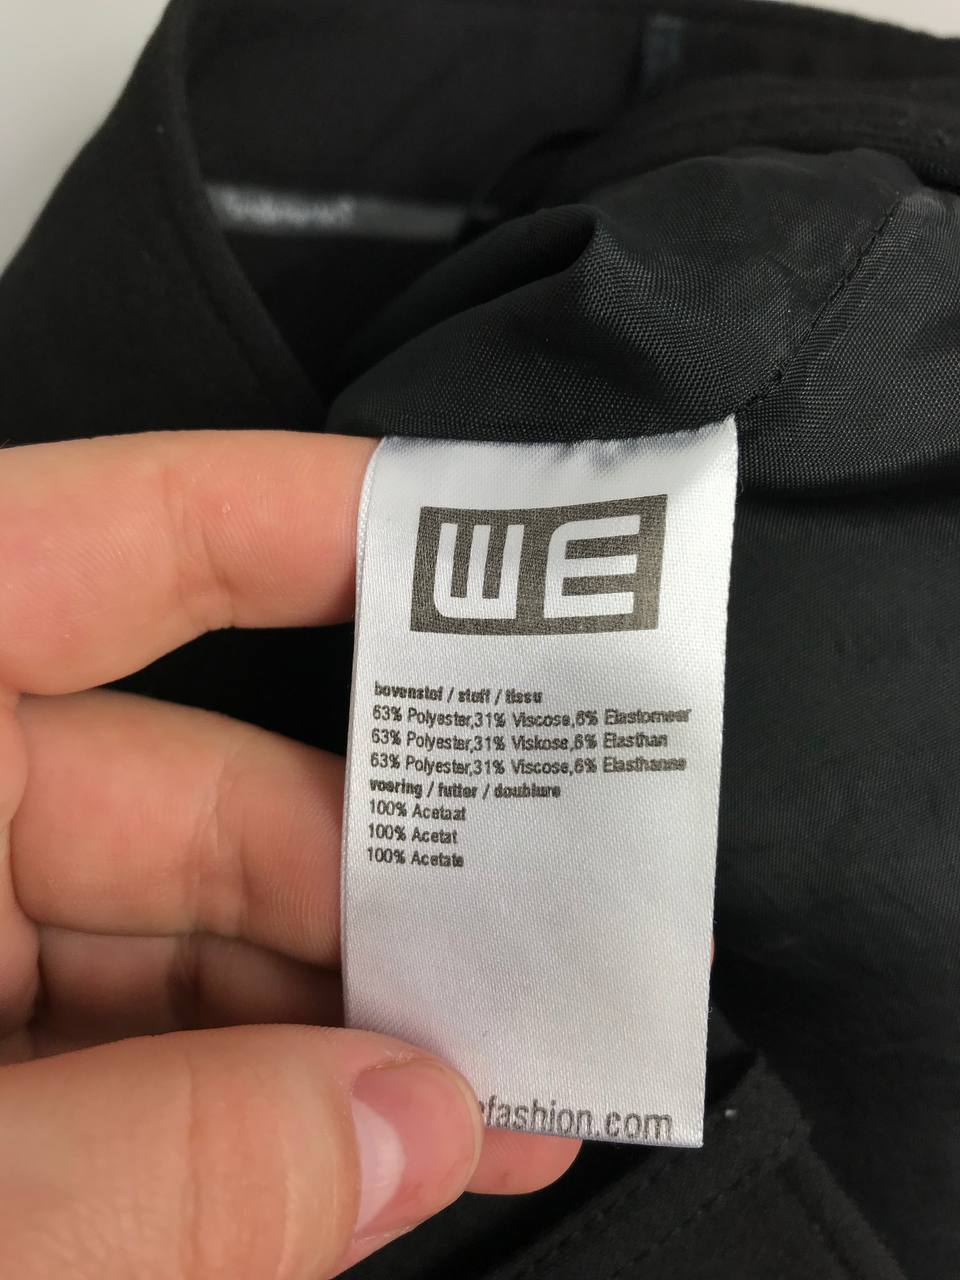 WE
bovenstof / stoff / tissu
63% Polyester,31% Viscose,6% Elastomeer
63% Polyester,31% Viskose,6% Elasthan
63% Polyester,31% Viscose,6% Elasthanne
voering / futter / doublure
100% Acetaat
100% Acetat
100% Acetate
fashion.com